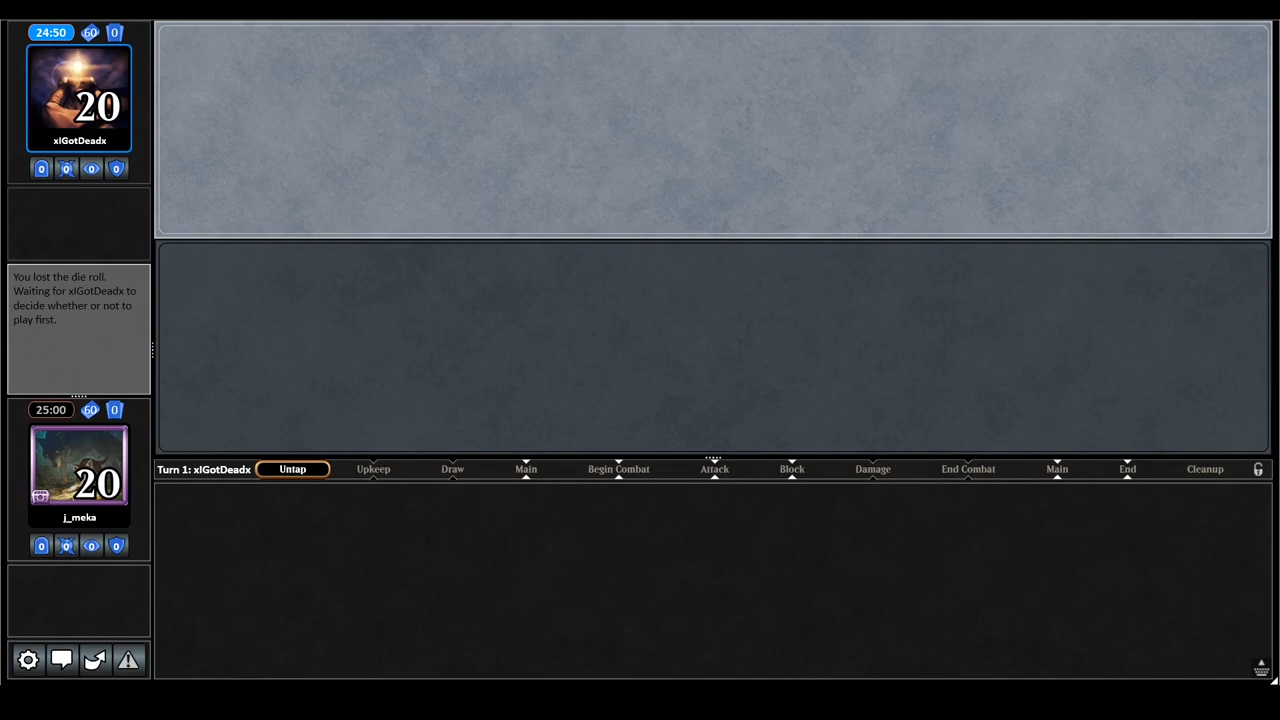 24:50 60 0
20
xIGotDeadx
0 0 0 0
You lost the die roll.
Waiting for xIGotDeadx to
decide whether or not to
play first.
25:00 60 0
20
j_meka
0 0 0 0
Turn 1: xIGotDeadx Untap Upkeep Draw Main Begin Combat Attack Block Damage End Combat Main End Cleanup